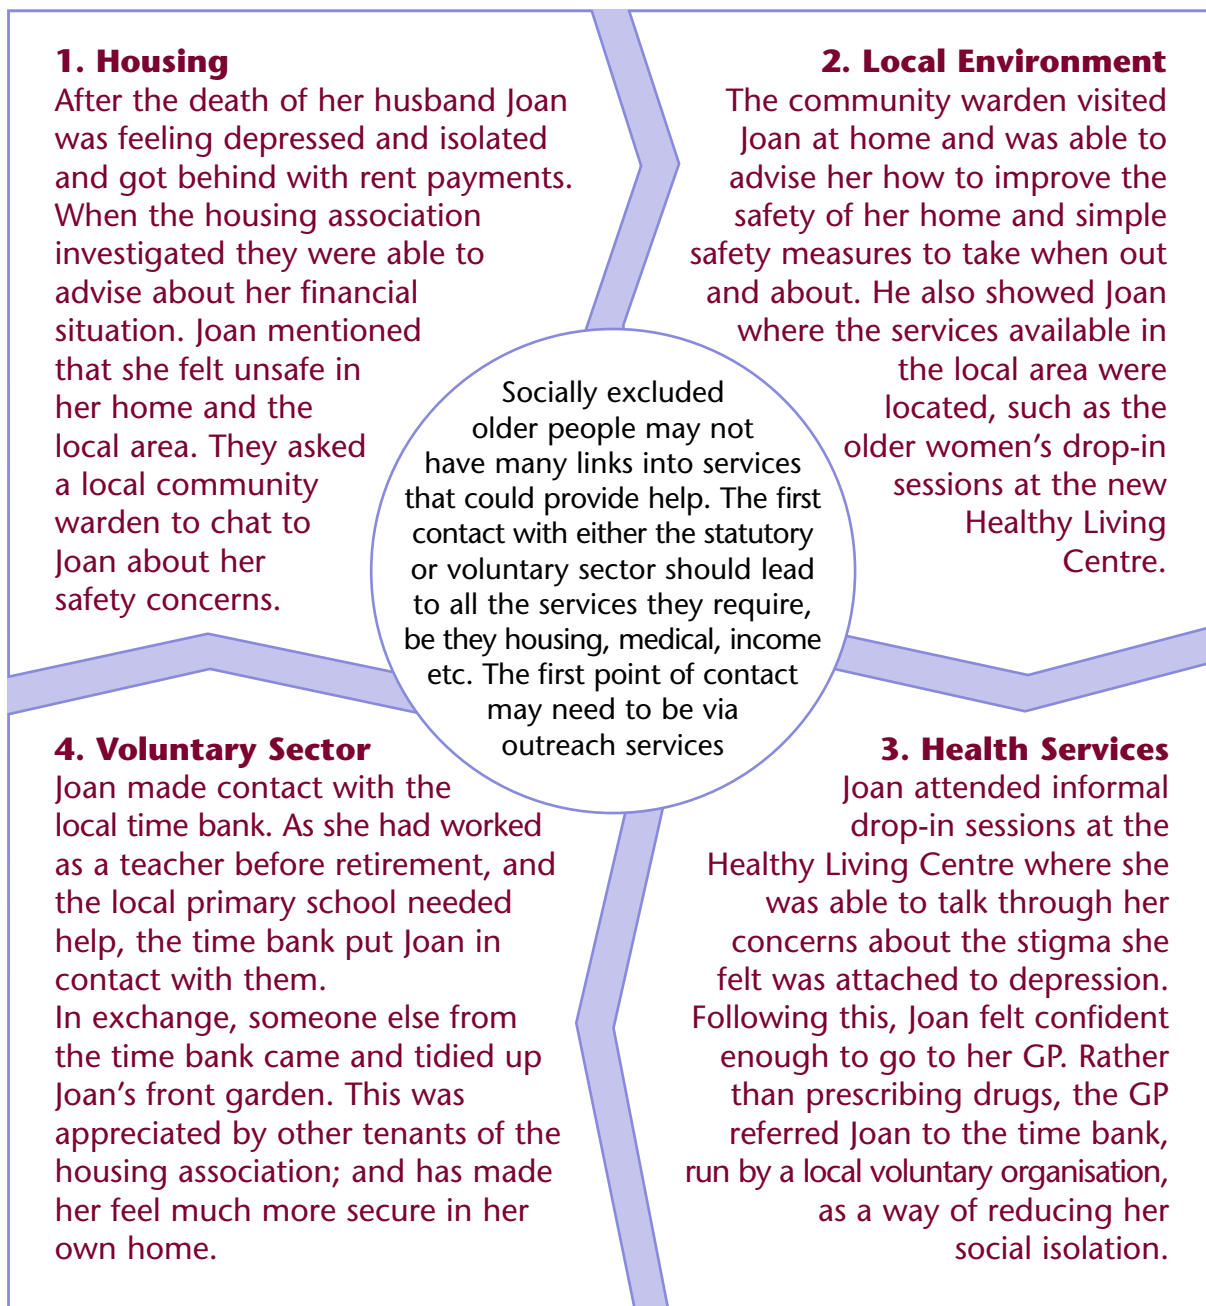 1. Housing
After the death of her husband Joan
was feeling depressed and isolated
and got behind with rent payments.
When the housing association
investigated they were able to
advise about her financial
situation. Joan mentioned
that she felt unsafe in
her home and the
local area. They asked
a local community
warden to chat to
Joan about her
safety concerns.
2. Local Environment
The community warden visited
Joan at home and was able to
advise her how to improve the
safety of her home and simple
safety measures to take when out
and about. He also showed Joan
where the services available in
the local area were
located, such as the
older women’s drop-in
sessions at the new
Healthy Living
Centre.
Socially excluded
older people may not
have many links into services
that could provide help. The first
contact with either the statutory
or voluntary sector should lead
to all the services they require,
be they housing, medical, income
etc. The first point of contact
may need to be via
outreach services
3. Health Services
Joan attended informal
drop-in sessions at the
Healthy Living Centre where she
was able to talk through her
concerns about the stigma she
felt was attached to depression.
Following this, Joan felt confident
enough to go to her GP. Rather
than prescribing drugs, the GP
referred Joan to the time bank,
run by a local voluntary organisation,
as a way of reducing her
social isolation.
4. Voluntary Sector
Joan made contact with the
local time bank. As she had worked
as a teacher before retirement, and
the local primary school needed
help, the time bank put Joan in
contact with them.
In exchange, someone else from
the time bank came and tidied up
Joan’s front garden. This was
appreciated by other tenants of the
housing association; and has made
her feel much more secure in her
own home.